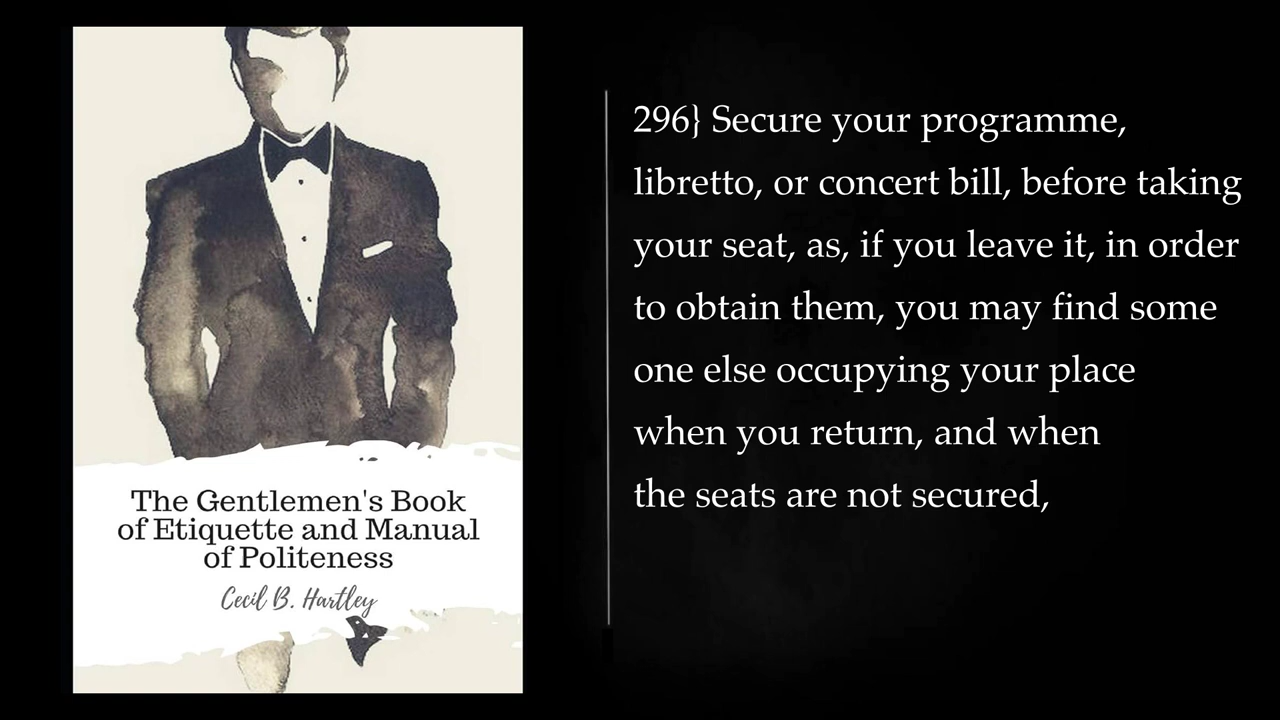 The Gentlemen's Book
of Etiquette and Manual
of Politeness
Cecil B. Hartley
296} Secure your programme,
libretto, or concert bill, before taking
your seat, as, if you leave it, in order
to obtain them, you may find some
one else occupying your place
when you return, and when
the seats are not secured,